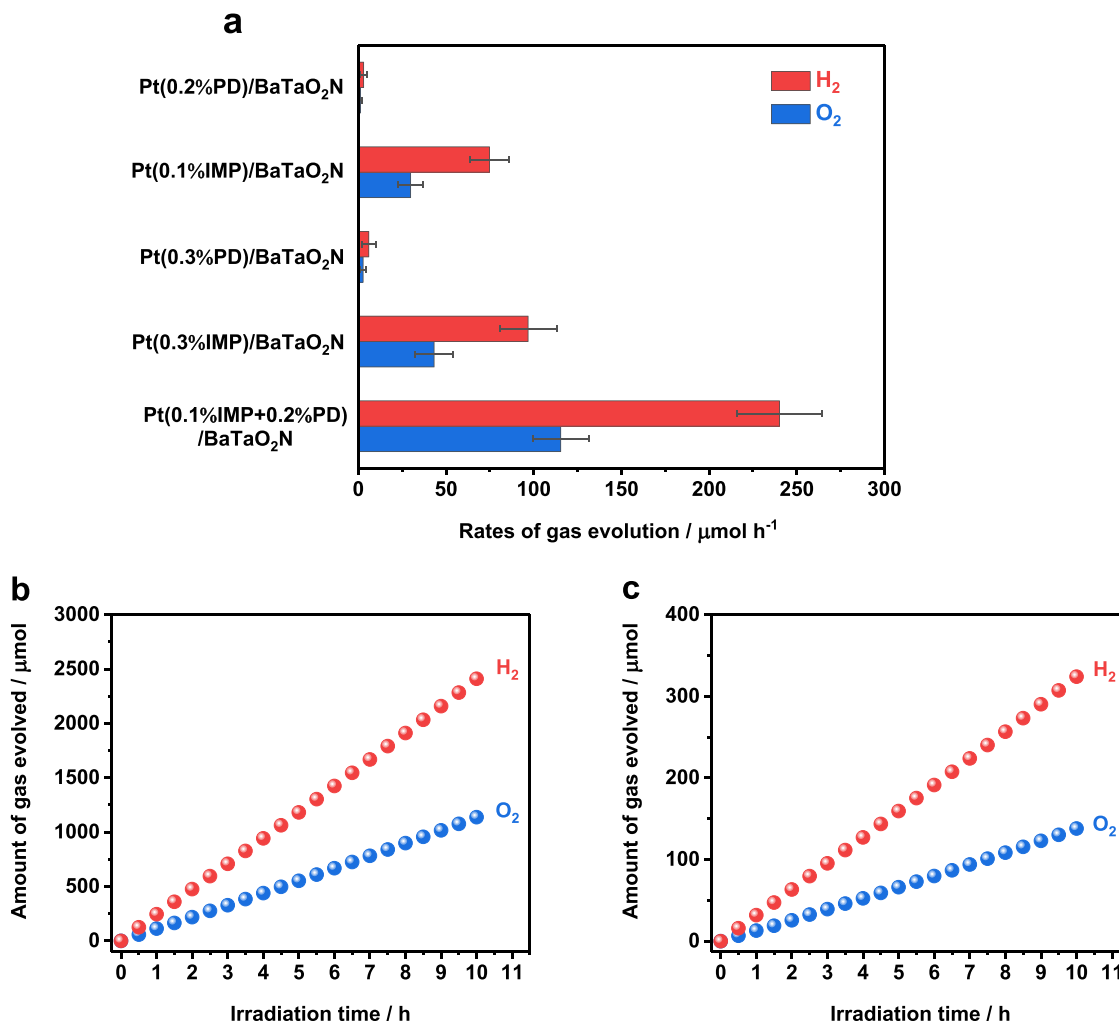 a
Pt(0.2%PD)/BaTaO₂N
Pt(0.1%IMP)/BaTaO₂N
Pt(0.3%PD)/BaTaO₂N
Pt(0.3%IMP)/BaTaO₂N
Pt(0.1%IMP+0.2%PD)
/BaTaO₂N
H₂
O₂
0 50 100 150 200 250 300
Rates of gas evolution / μmol h⁻¹
b
Amount of gas evolved / μmol
3000
2500
2000
1500
1000
500
0
H₂
O₂
0 1 2 3 4 5 6 7 8 9 10 11
Irradiation time / h
c
Amount of gas evolved / μmol
400
300
200
100
0
H₂
O₂
0 1 2 3 4 5 6 7 8 9 10 11
Irradiation time / h